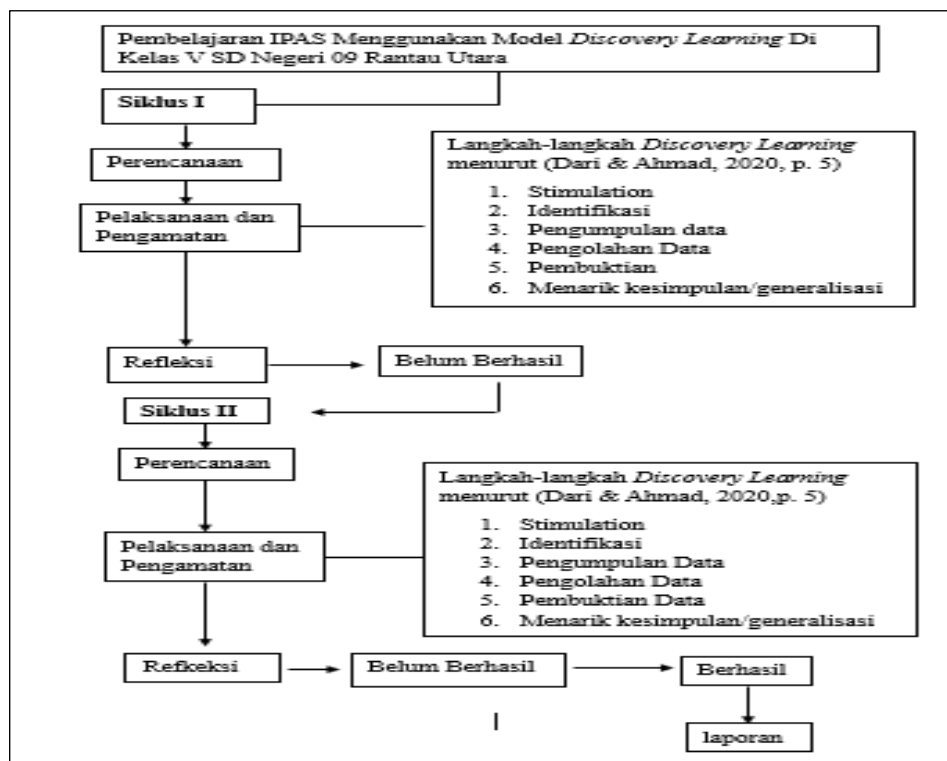 Pembelajaran IPAS Menggunakan Model Discovery Learning Di
Kelas V SD Negeri 09 Rantau Utara
Siklus I
Perencanaan
Pelaksanaan dan
Pengamatan
Langkah-langkah Discovery Learning
menurut (Dari & Ahmad, 2020, p. 5)
1. Stimulation
2. Identifikasi
3. Pengumpulan data
4. Pengolahan Data
5. Pembuktian
6. Menarik kesimpulan/generalisasi
Refleksi
Belum Berhasil
Siklus II
Perencanaan
Pelaksanaan dan
Pengamatan
Langkah-langkah Discovery Learning
menurut (Dari & Ahmad, 2020,p. 5)
1. Stimulation
2. Identifikasi
3. Pengumpulan Data
4. Pengolahan Data
5. Pembuktian Data
6. Menarik kesimpulan/generalisasi
Refkeksi
Belum Berhasil
Berhasil
laporan